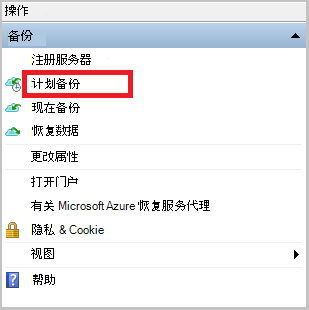 操作
备份
注册服务器
计划备份
现在备份
恢复数据
更改属性
打开门户
有关 Microsoft Azure 恢复服务代理
隐私 & Cookie
视图
帮助